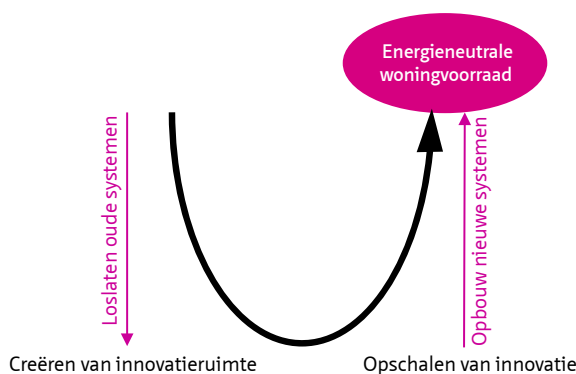 Energieneutrale
woningvoorraad
Loslaten oude systemen
Opbouw nieuwe systemen
Creëren van innovatieruimte
Opschalen van innovatie